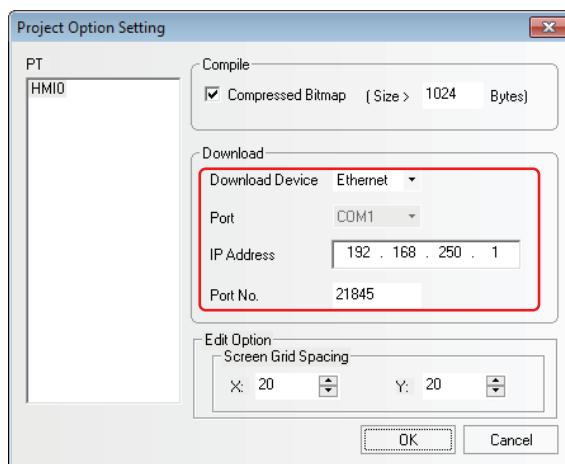 Project Option Setting
PT
HMI0
Compile
Compressed Bitmap ( Size > 1024 Bytes)
Download
Download Device Ethernet
Port COM1
IP Address 192 . 168 . 250 . 1
Port No. 21845
Edit Option
Screen Grid Spacing
X: 20 Y: 20
OK Cancel